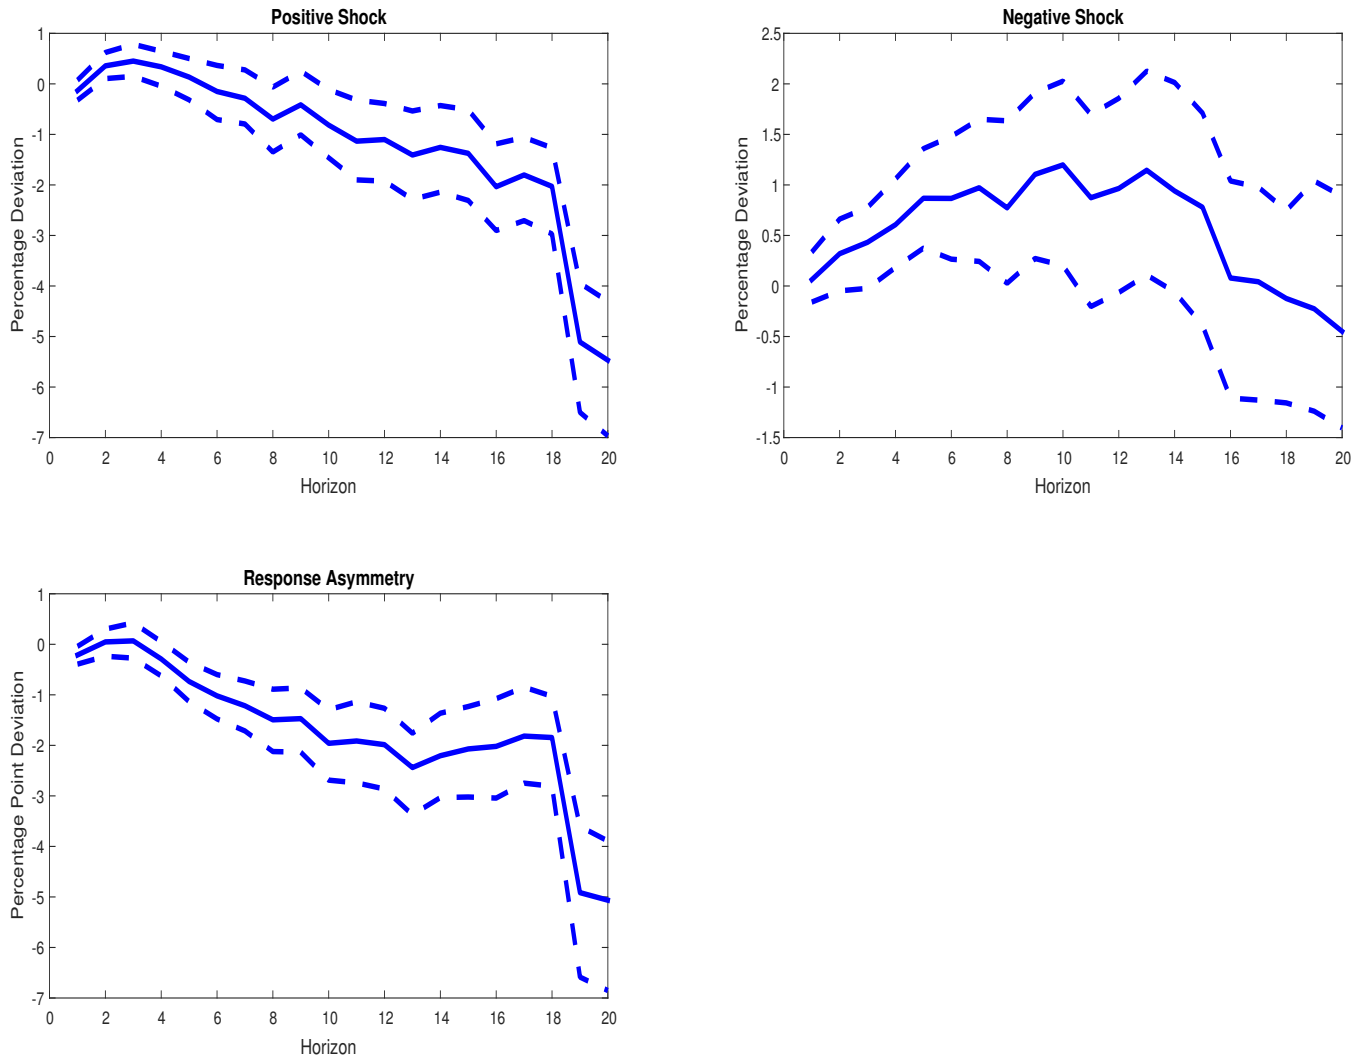 Positive Shock
Percentage Deviation
1
0
-1
-2
-3
-4
-5
-6
-7
0 2 4 6 8 10 12 14 16 18 20
Horizon
Negative Shock
Percentage Deviation
2.5
2
1.5
1
0.5
0
-0.5
-1
-1.5
0 2 4 6 8 10 12 14 16 18 20
Horizon
Response Asymmetry
Percentage Point Deviation
1
0
-1
-2
-3
-4
-5
-6
-7
0 2 4 6 8 10 12 14 16 18 20
Horizon